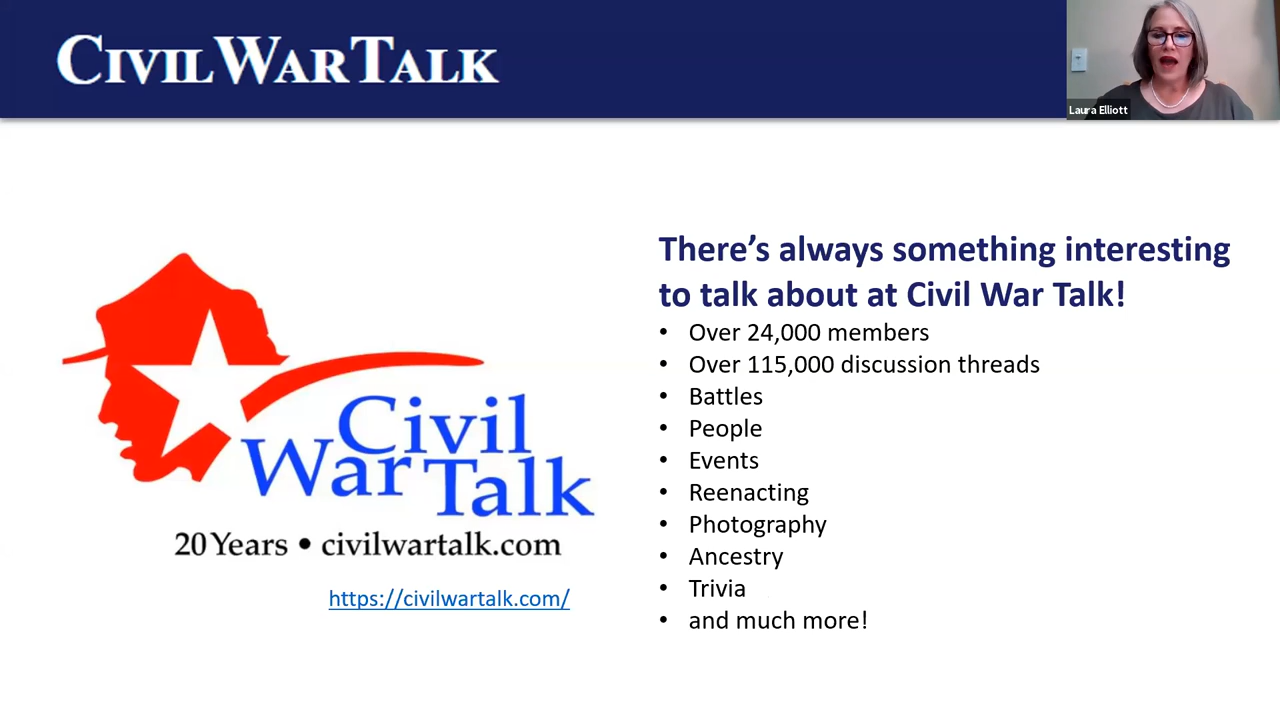 CIVIL WAR TALK
Laura Elliott
There's always something interesting
to talk about at Civil War Talk!
• Over 24,000 members
• Over 115,000 discussion threads
• Battles
• People
• Events
• Reenacting
• Photography
• Ancestry
• Trivia
• and much more!
Civil
War Talk
20 Years • civilwartalk.com
https://civilwartalk.com/